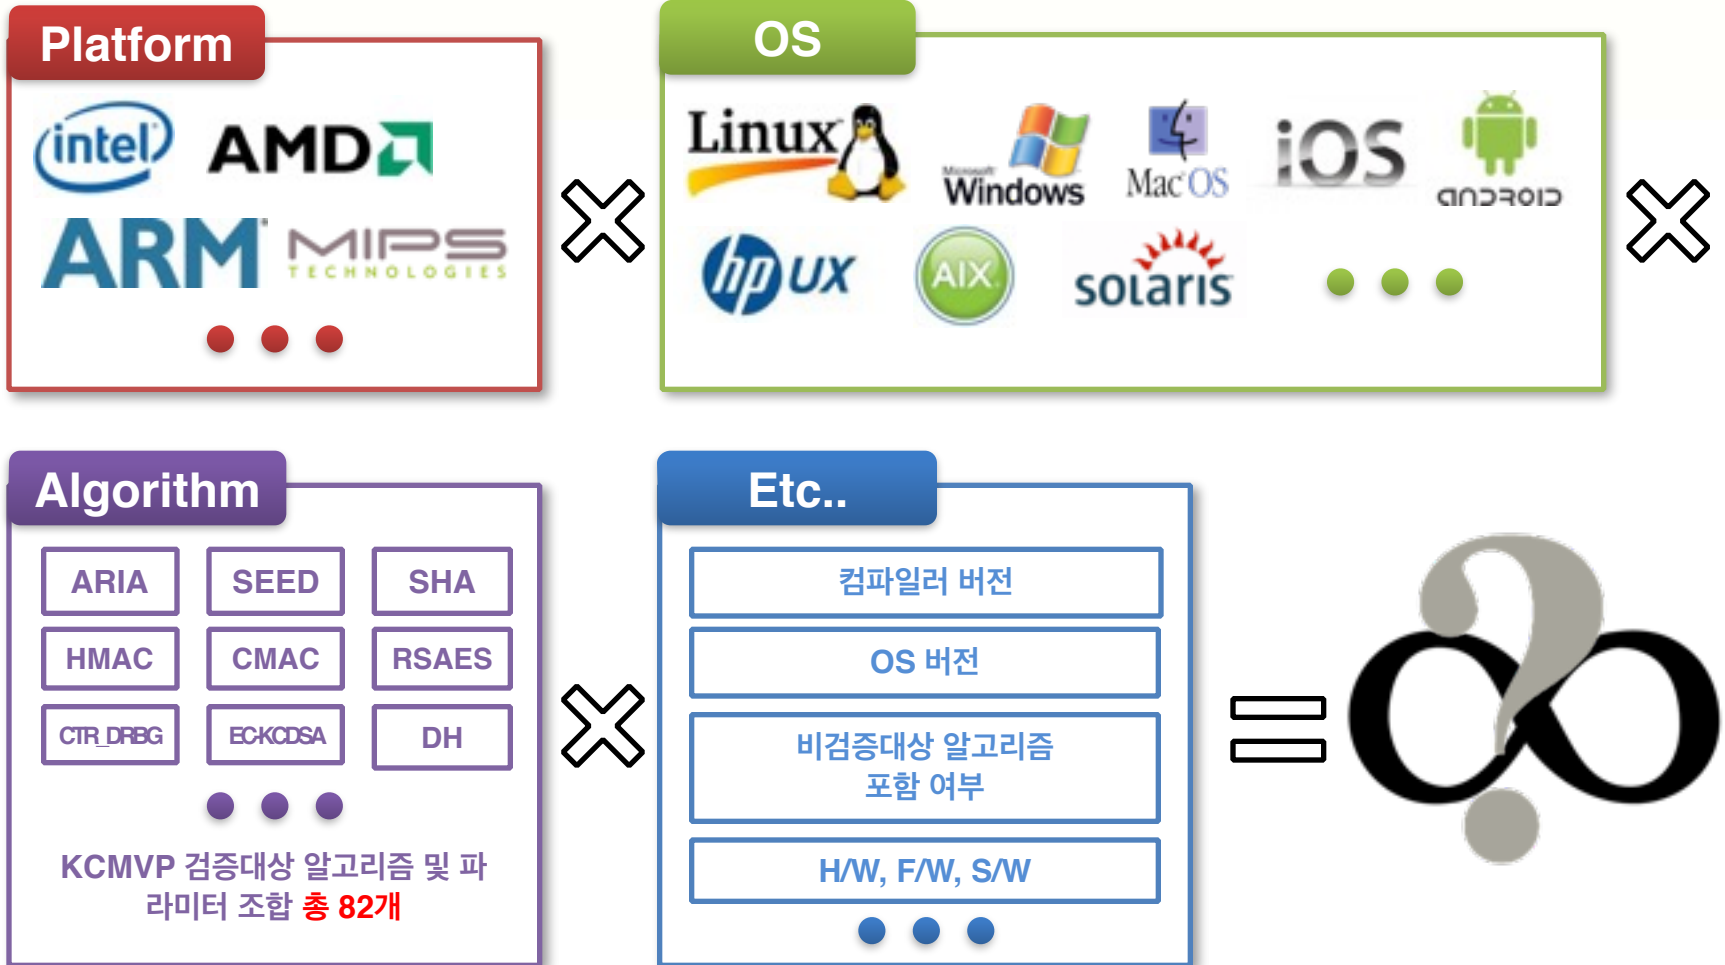 Platform
intel AMD
ARM MIPS
TECHNOLOGIES
OS
Linux Microsoft Windows Mac OS iOS ANDROID
hp UX AIX solaris
Algorithm
ARIA SEED SHA
HMAC CMAC RSAES
CTR_DRBG EC-KCDSA DH
KCMVP 검증대상 알고리즘 및 파
라미터 조합 총 82개
Etc..
컴파일러 버전
OS 버전
비검증대상 알고리즘
포함 여부
H/W, F/W, S/W